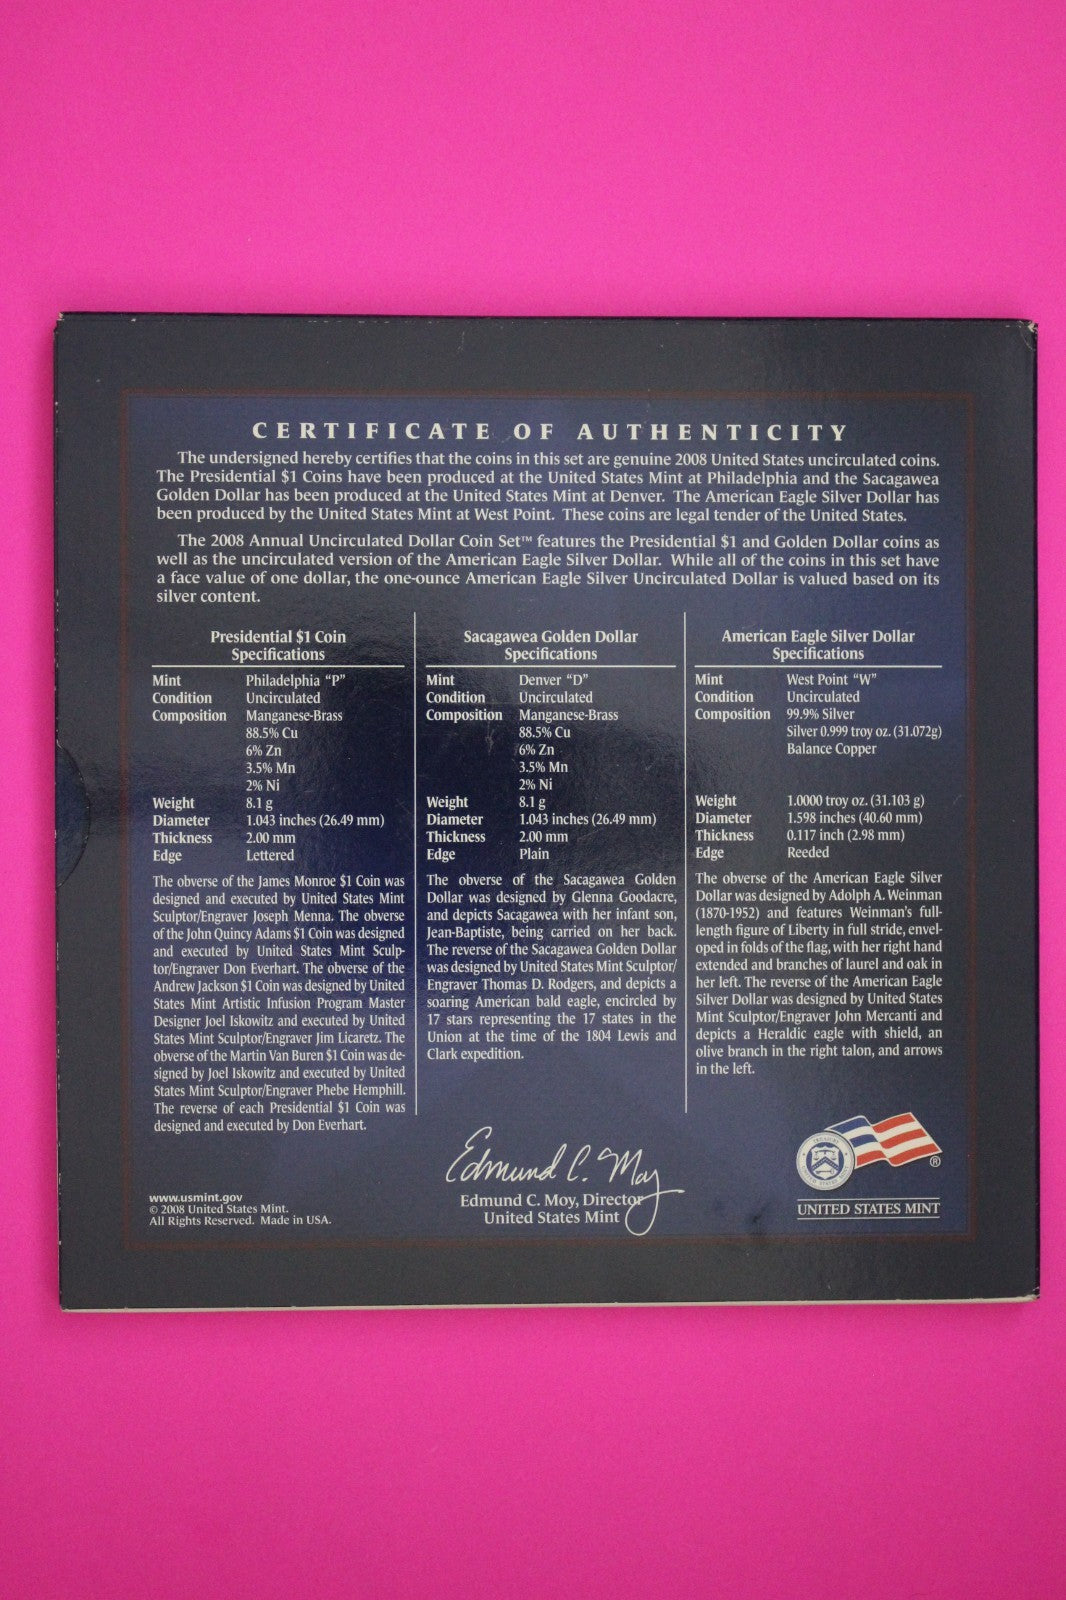 CERTIFICATE OF AUTHENTICITY
The undersigned hereby certifies that the coins in this set are genuine 2008 United States uncirculated coins.
The Presidential $1 Coins have been produced at the United States Mint at Philadelphia and the Sacagawea
Golden Dollar has been produced at the United States Mint at Denver. The American Eagle Silver Dollar has
been produced by the United States Mint at West Point. These coins are legal tender of the United States.
The 2008 Annual Uncirculated Dollar Coin Set™ features the Presidential $1 and Golden Dollar coins as
well as the uncirculated version of the American Eagle Silver Dollar. While all of the coins in this set have
a face value of one dollar, the one-ounce American Eagle Silver Uncirculated Dollar is valued based on its
silver content.
Presidential $1 Coin
Specifications
Mint Philadelphia "P"
Condition Uncirculated
Composition Manganese-Brass
88.5% Cu
6% Zn
3.5% Mn
2% Ni
Weight 8.1 g
Diameter 1.043 inches (26.49 mm)
Thickness 2.00 mm
Edge Lettered
The obverse of the James Monroe $1 Coin was
designed and executed by United States Mint
Sculptor/Engraver Joseph Menna. The obverse
of the John Quincy Adams $1 Coin was designed
and executed by United States Mint Sculp-
tor/Engraver Don Everhart. The obverse of the
Andrew Jackson $1 Coin was designed by United
States Mint Artistic Infusion Program Master
Designer Joel Iskowitz and executed by United
States Mint Sculptor/Engraver Jim Licaretz. The
obverse of the Martin Van Buren $1 Coin was de-
signed by Joel Iskowitz and executed by United
States Mint Sculptor/Engraver Phebe Hemphill.
The reverse of each Presidential $1 Coin was
designed and executed by Don Everhart.
Sacagawea Golden Dollar
Specifications
Mint Denver "D"
Condition Uncirculated
Composition Manganese-Brass
88.5% Cu
6% Zn
3.5% Mn
2% Ni
Weight 8.1 g
Diameter 1.043 inches (26.49 mm)
Thickness 2.00 mm
Edge Plain
The obverse of the Sacagawea Golden
Dollar was designed by Glenna Goodacre,
and depicts Sacagawea with her infant son,
Jean-Baptiste, being carried on her back.
The reverse of the Sacagawea Golden Dollar
was designed by United States Mint Sculptor/
Engraver Thomas D. Rodgers, and depicts a
soaring American bald eagle, encircled by
17 stars representing the 17 states in the
Union at the time of the 1804 Lewis and
Clark expedition.
American Eagle Silver Dollar
Specifications
Mint West Point "W"
Condition Uncirculated
Composition 99.9% Silver
Silver 0.999 troy oz. (31.072g)
Balance Copper
Weight 1.0000 troy oz. (31.103 g)
Diameter 1.598 inches (40.60 mm)
Thickness 0.117 inch (2.98 mm)
Edge Reeded
The obverse of the American Eagle Silver
Dollar was designed by Adolph A. Weinman
(1870-1952) and features Weinman's full-
length figure of Liberty in full stride, envel-
oped in folds of the flag, with her right hand
extended and branches of laurel and oak in
her left. The reverse of the American Eagle
Silver Dollar was designed by United States
Mint Sculptor/Engraver John Mercanti and
depicts a Heraldic eagle with shield, an
olive branch in the right talon, and arrows
in the left.
Edmund C. Moy
Edmund C. Moy, Director
United States Mint
www.usmint.gov
© 2008 United States Mint.
All Rights Reserved. Made in USA.
®
UNITED STATES MINT